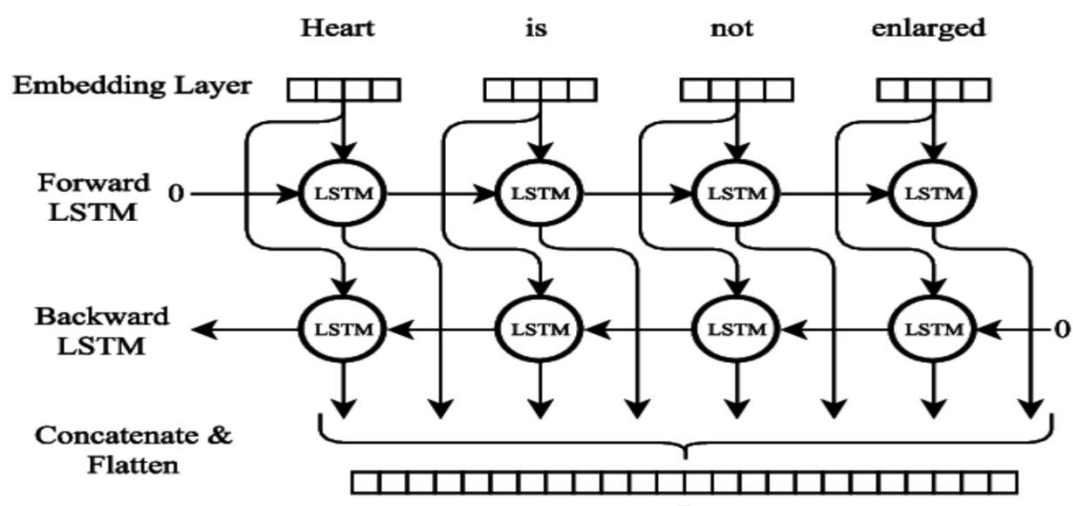 Heart is not enlarged
Embedding Layer
Forward
LSTM
0
LSTM LSTM LSTM LSTM
Backward
LSTM
LSTM LSTM LSTM LSTM
0
Concatenate &
Flatten